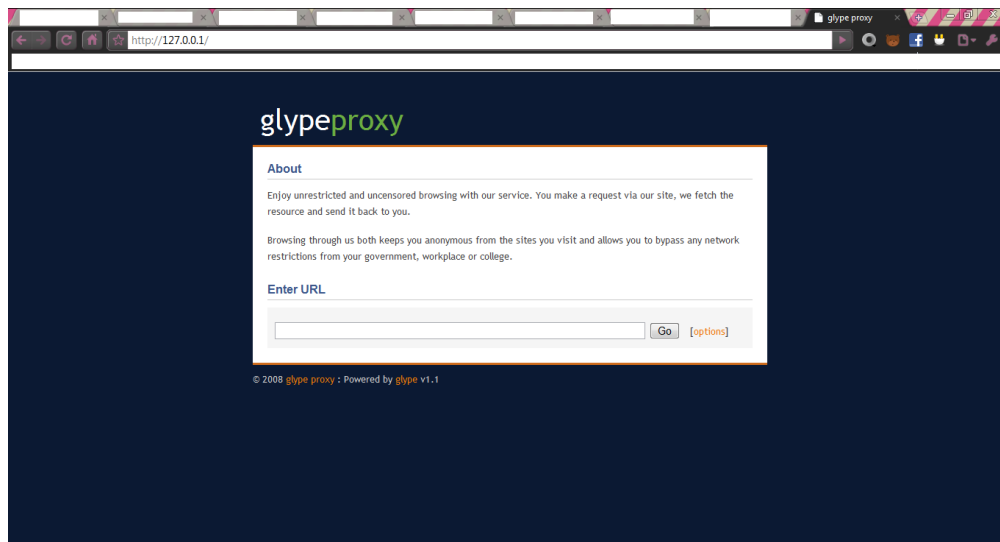 glype proxy
http://127.0.0.1/
glypeproxy
About
Enjoy unrestricted and uncensored browsing with our service. You make a request via our site, we fetch the
resource and send it back to you.
Browsing through us both keeps you anonymous from the sites you visit and allows you to bypass any network
restrictions from your government, workplace or college.
Enter URL
Go [options]
© 2008 glype proxy : Powered by glype v1.1